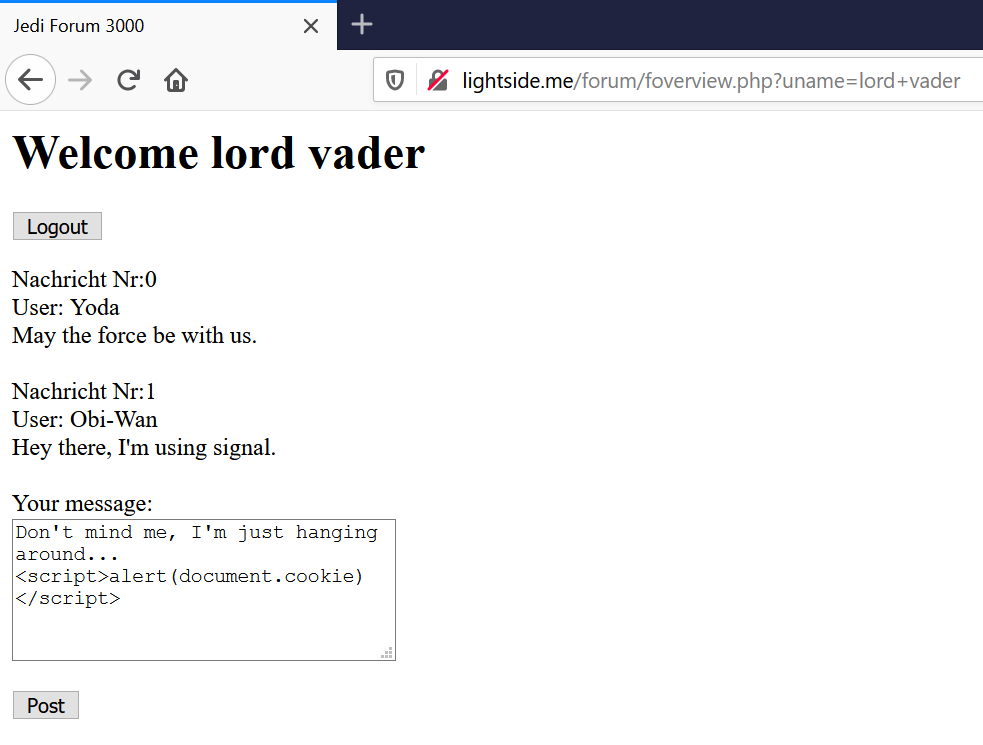 Jedi Forum 3000
lightside.me/forum/foverview.php?uname=lord+vader
Welcome lord vader
Logout
Nachricht Nr:0
User: Yoda
May the force be with us.
Nachricht Nr:1
User: Obi-Wan
Hey there, I'm using signal.
Your message:
Don't mind me, I'm just hanging
around...
<script>alert(document.cookie)
</script>
Post